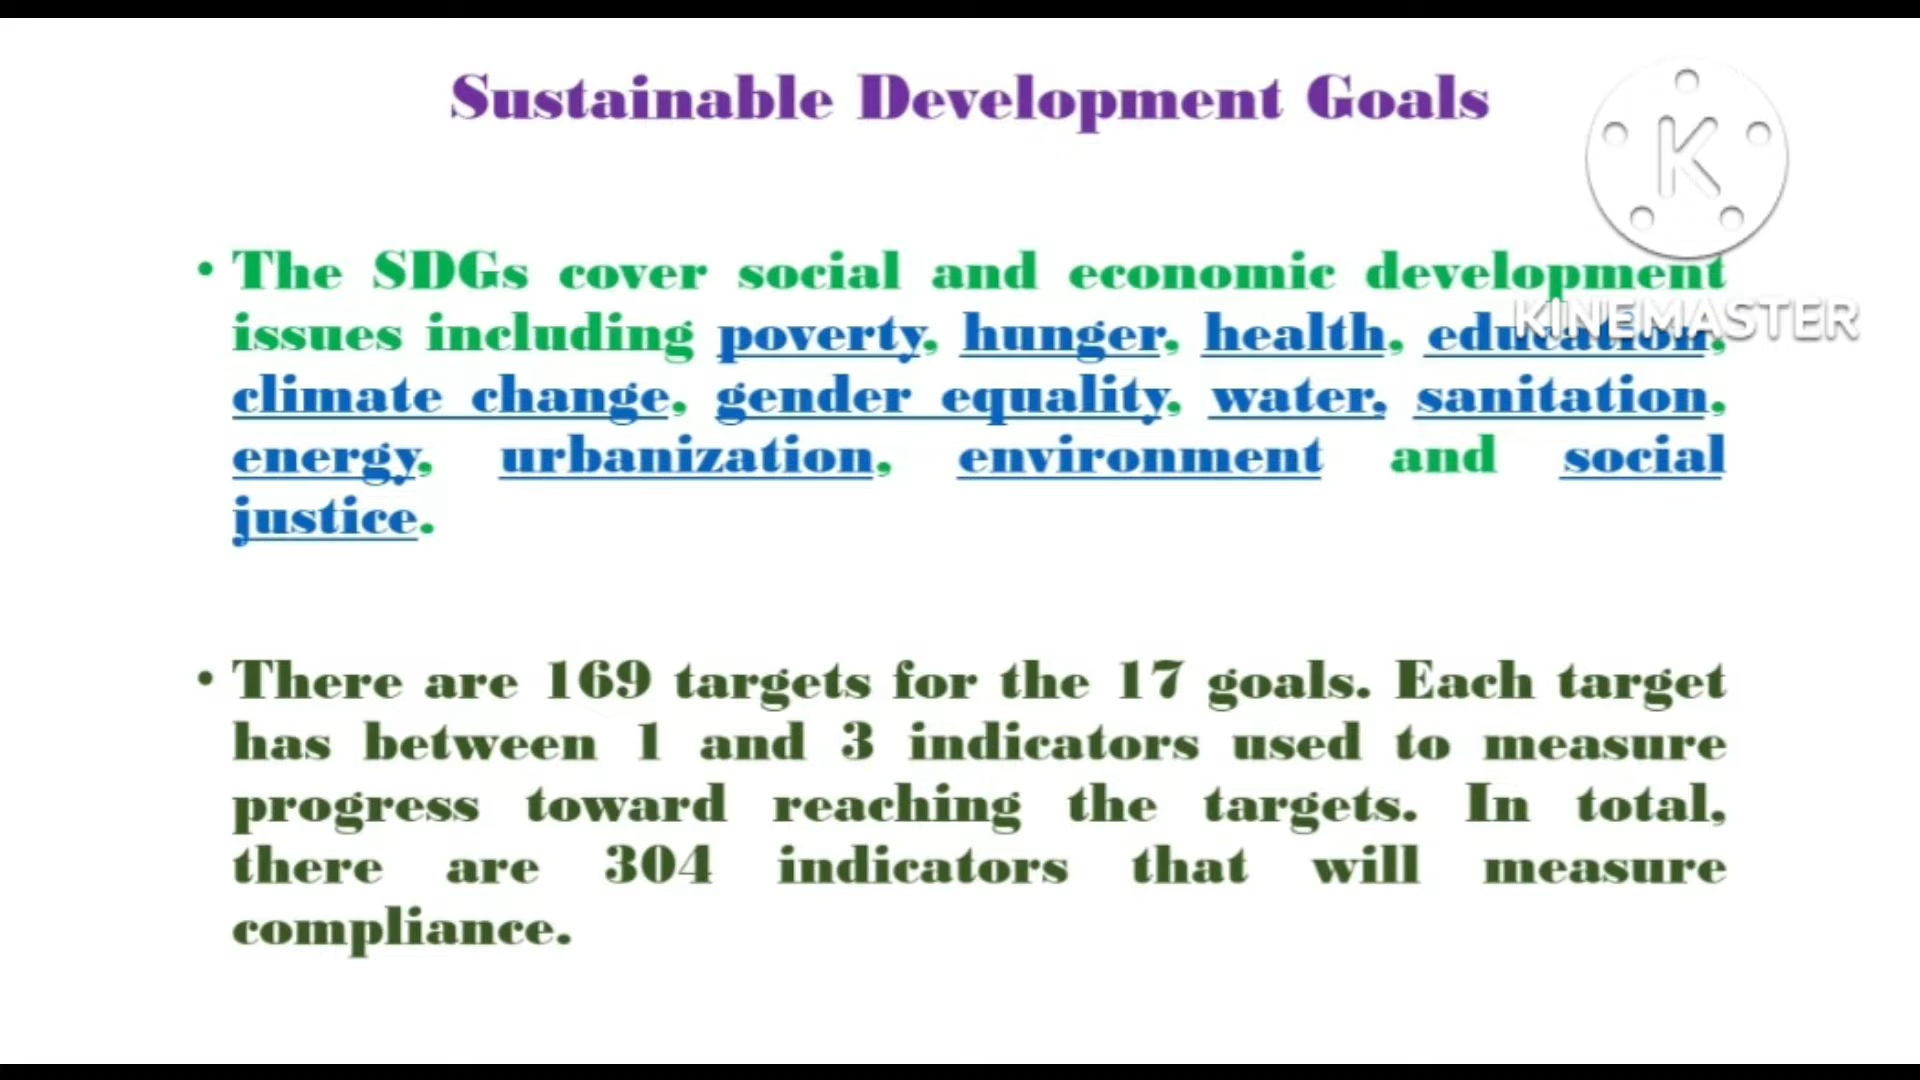 Sustainable Development Goals
K
• The SDGs cover social and economic development
issues including poverty, hunger, health, education,
KINEMASTER
climate change, gender equality, water, sanitation,
energy, urbanization, environment and social
justice.
• There are 169 targets for the 17 goals. Each target
has between 1 and 3 indicators used to measure
progress toward reaching the targets. In total,
there are 304 indicators that will measure
compliance.